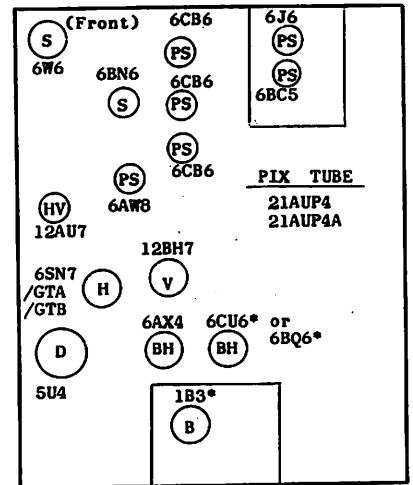 (Front)
6CB6
6J6
S
PS
PS
6W6
6BN6
6CB6
PS
S
PS
6BC5
PS
6CB6
PS
PIX TUBE
HV
6AW8
21AUP4
12AU7
21AUP4A
12BH7
6SN7
/GTA
/GTB
H
V
6AX4
6CU6* or
6BQ6*
D
BH
BH
5U4
1B3*
B